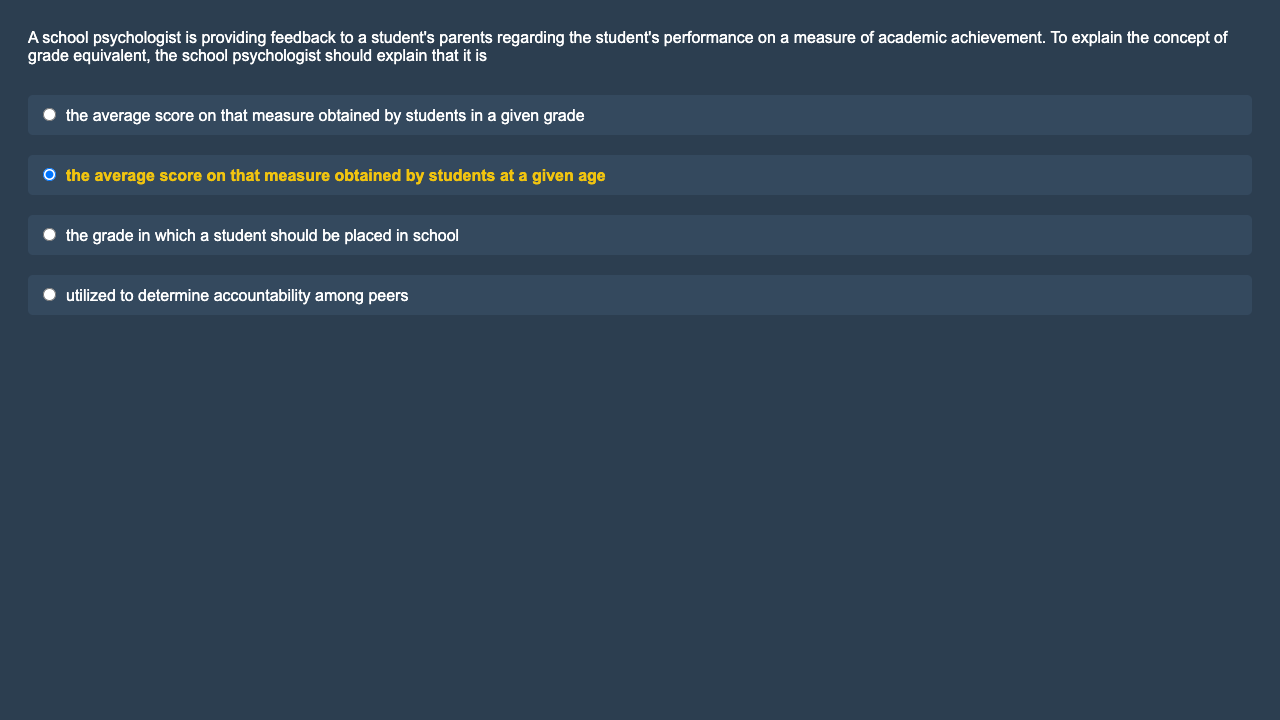 A school psychologist is providing feedback to a student's parents regarding the student's performance on a measure of academic achievement. To explain the concept of
grade equivalent, the school psychologist should explain that it is
the average score on that measure obtained by students in a given grade
the average score on that measure obtained by students at a given age
the grade in which a student should be placed in school
utilized to determine accountability among peers